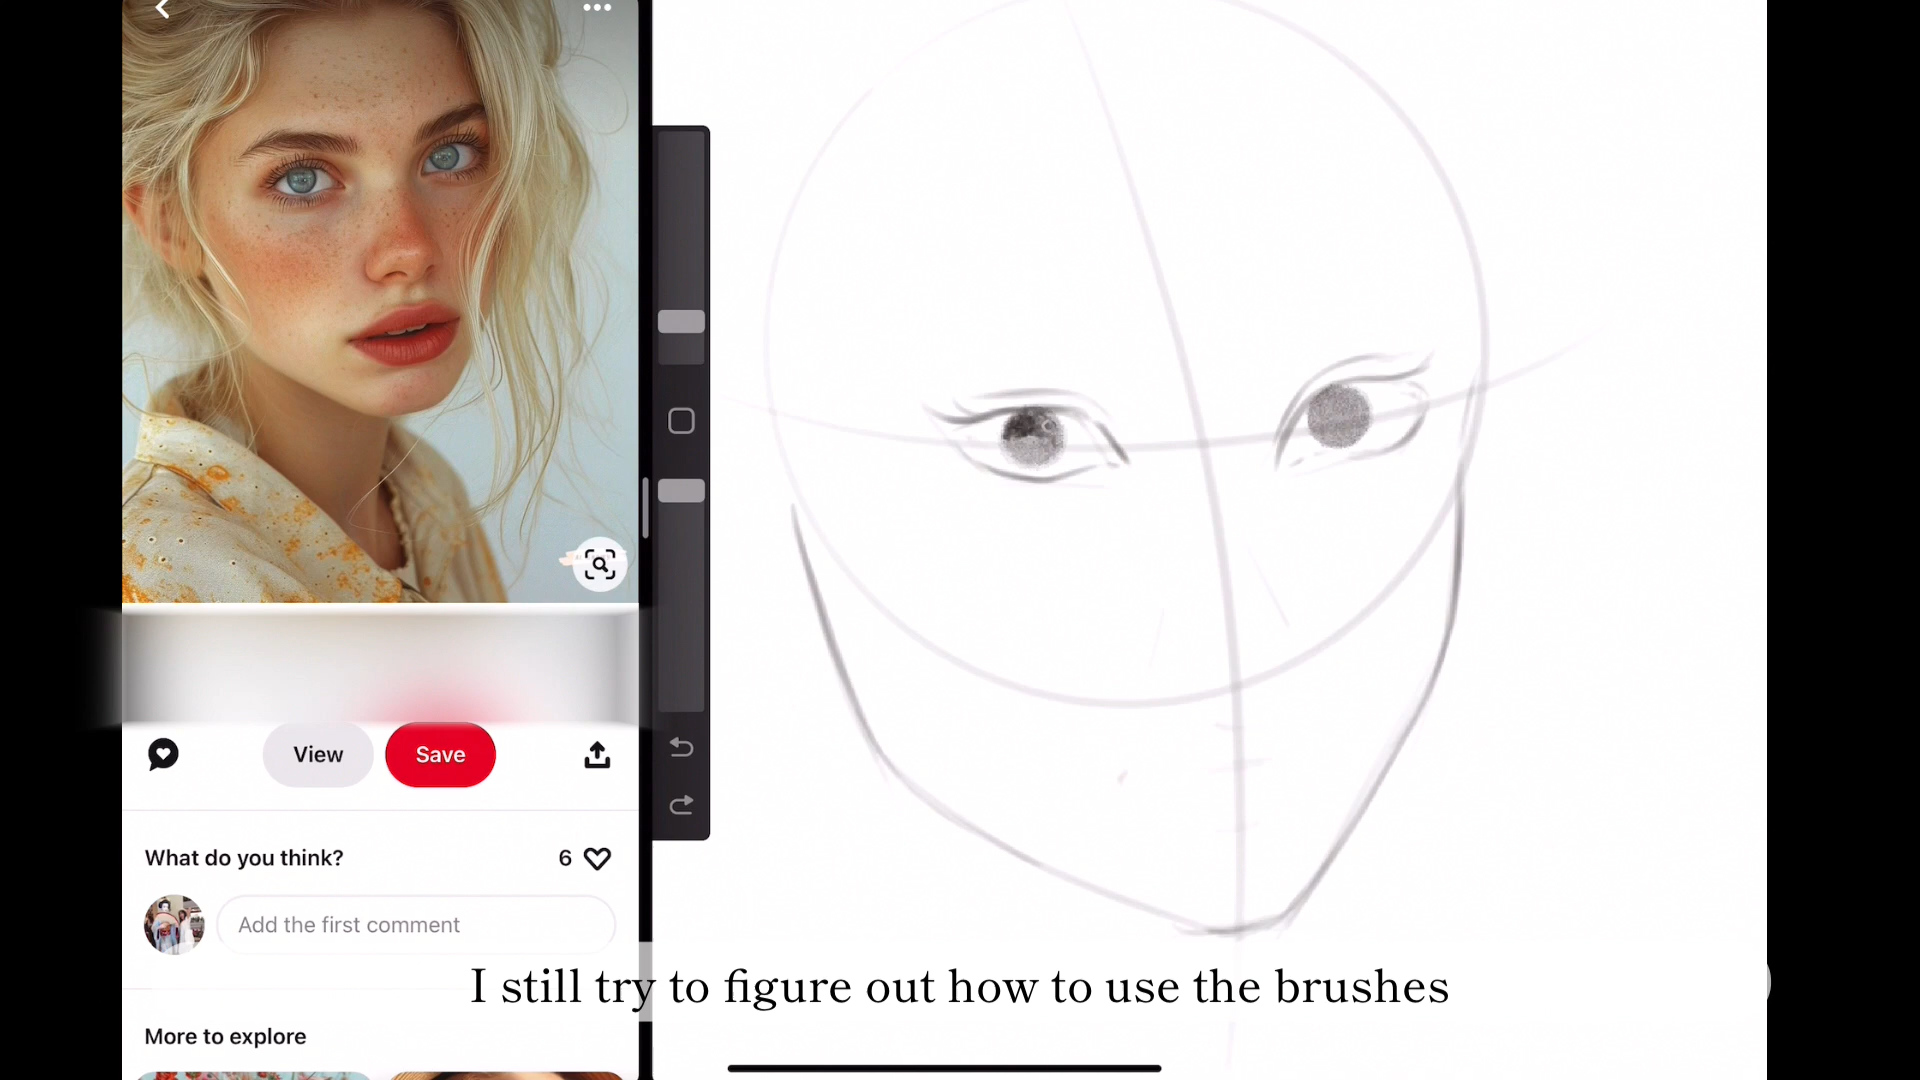 View
Save
What do you think?
6
Add the first comment
I still try to figure out how to use the brushes
More to explore